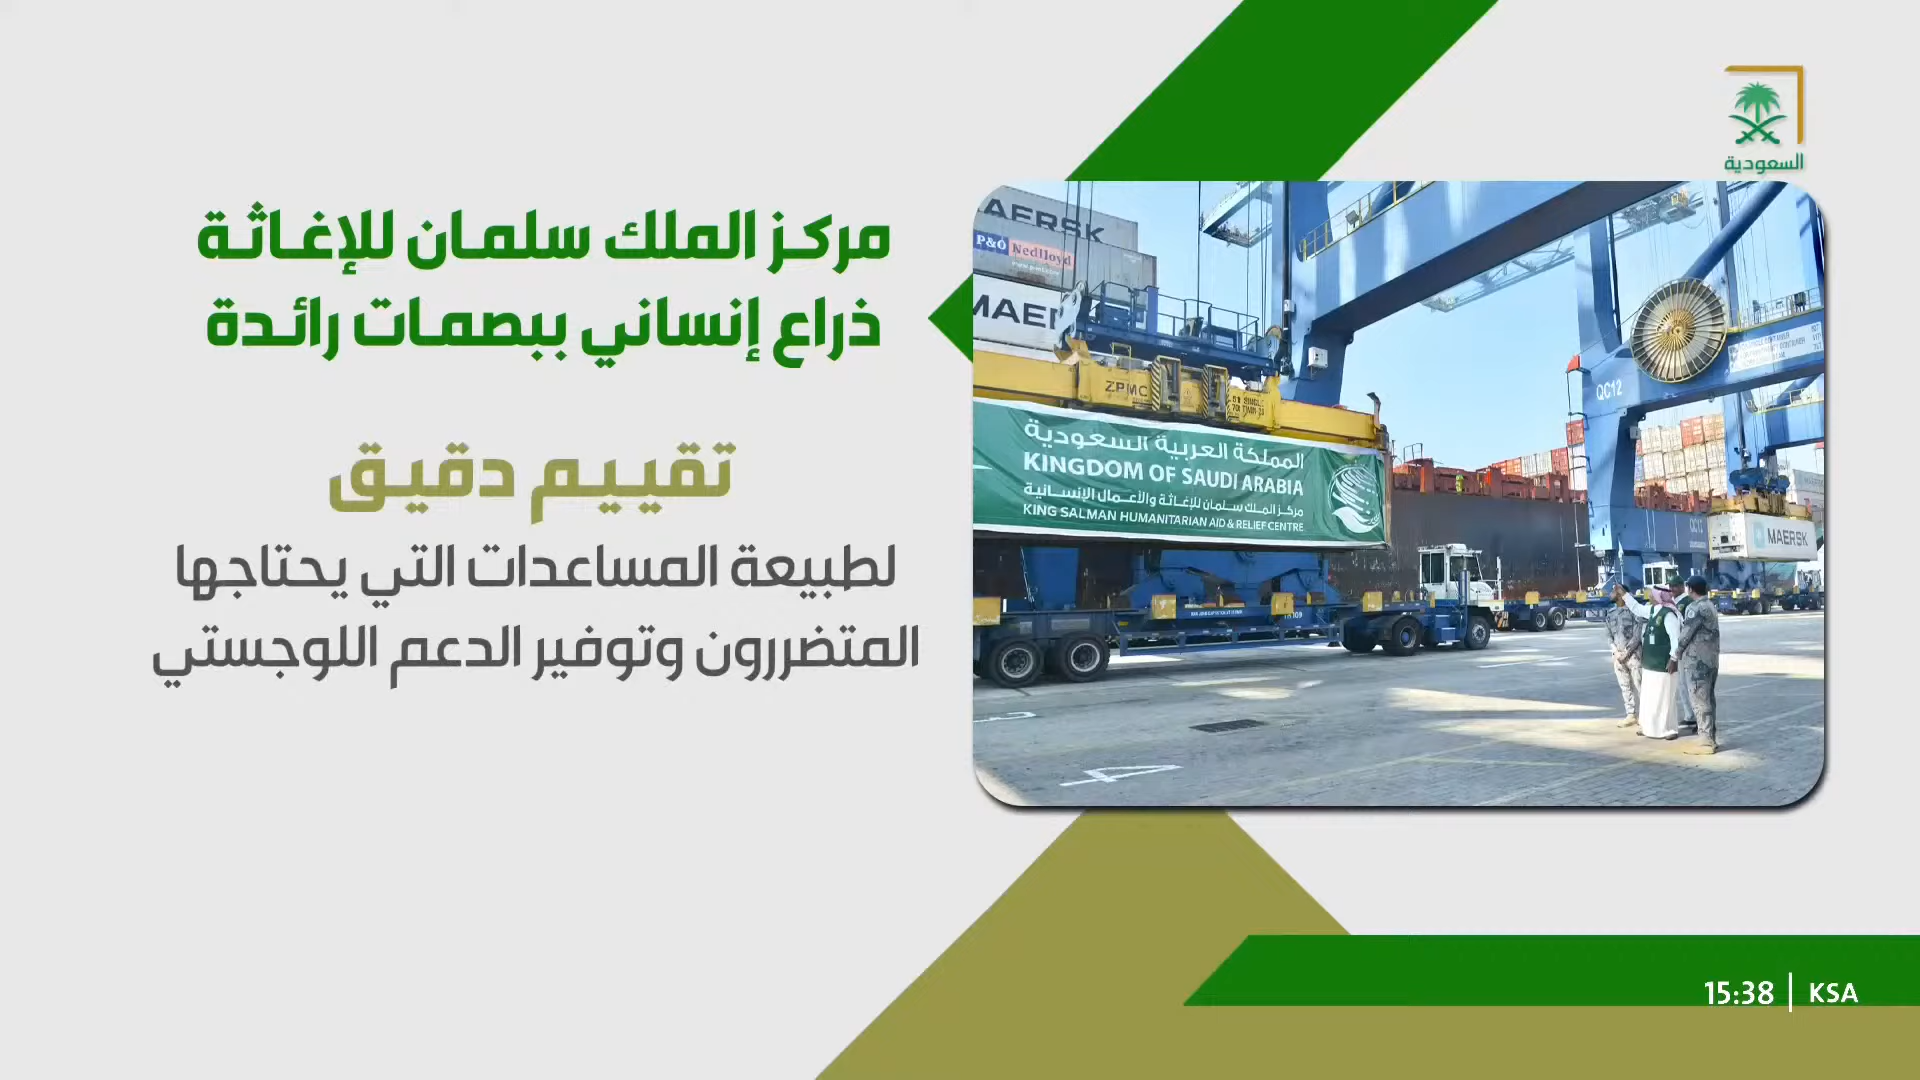 السعودية
مركز الملك سلمان للإغاثة
ذراع إنساني ببصمات رائدة
تقييم دقيق
لطبيعة المساعدات التي يحتاجها
المتضررون وتوفير الدعم اللوجستي
MAERSK
P&O Nedlloyd
MAER
ZPMC
QC12
المملكة العربية السعودية
KINGDOM OF SAUDI ARABIA
مركز الملك سلمان للإغاثة والأعمال الإنسانية
KING SALMAN HUMANITARIAN AID & RELIEF CENTRE
MAERSK
4
15:38 | KSA